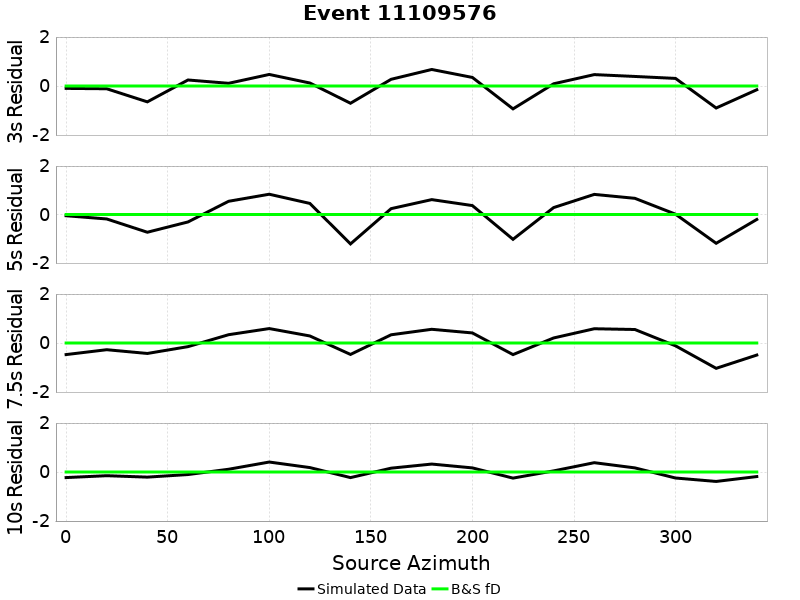 Event 11109576
3s Residual
2
0
-2
5s Residual
2
0
-2
7.5s Residual
2
0
-2
10s Residual
2
0
-2
0 50 100 150 200 250 300
Source Azimuth
Simulated Data B&S fD